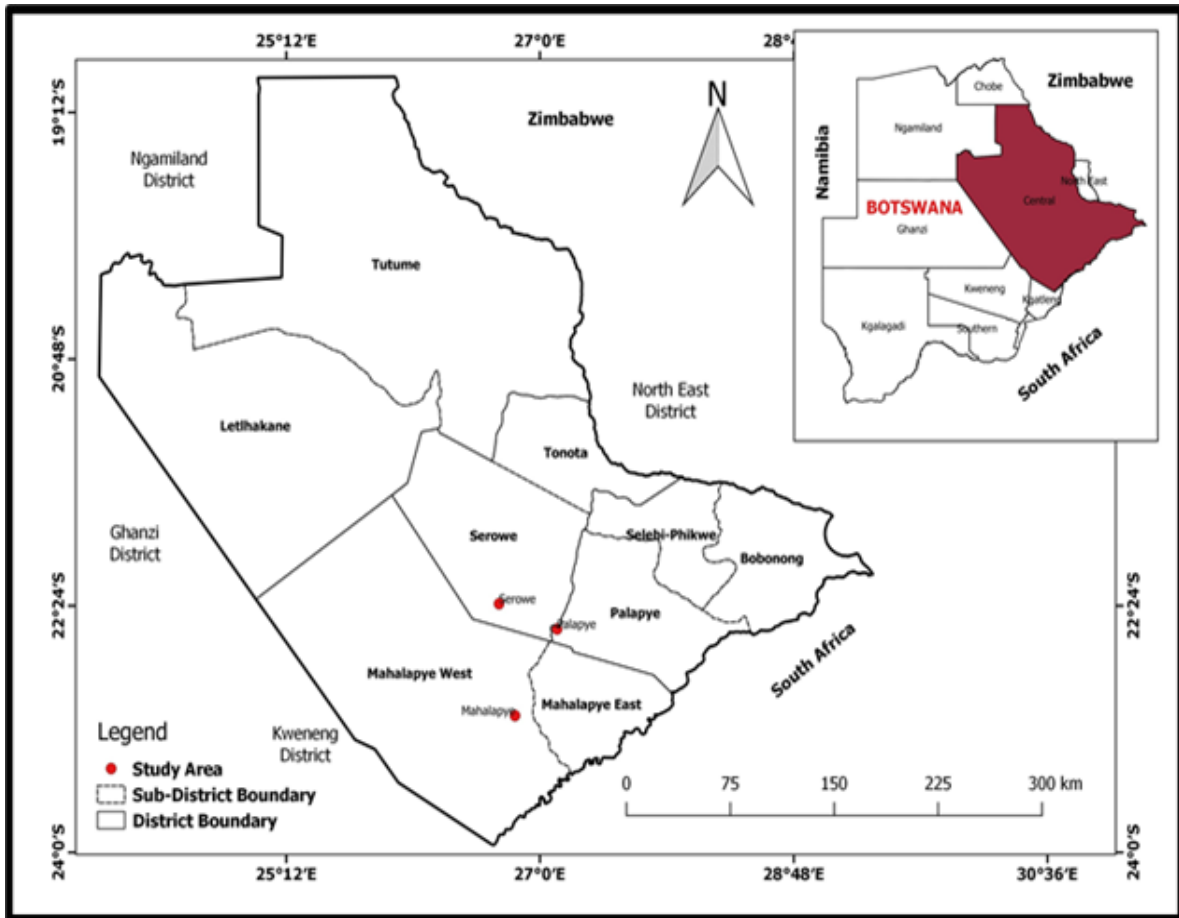 25°12′E 27°0′E 28°4
19°12′S
20°48′S
22°24′S
24°0′S
Zimbabwe
N
Ngamiland
District
Tutume
Letlhakane
North East
District
Tonota
Ghanzi
District
Serowe
Selebi-Phikwe
Bobonong
Serowe
Palapye
Palapye
Mahalapye West
South Africa
Mahalapye East
Mahalapye
Kweneng
District
Legend
Study Area
Sub-District Boundary
District Boundary
0 75 150 225 300 km
25°12′E 27°0′E 28°48′E 30°36′E
22°24′S
24°0′S
Chobe
Zimbabwe
Ngamiland
Namibia
North East
Central
BOTSWANA
Ghanzi
Kweneng
Kgatleng
Kgalagadi
Southern
South Africa